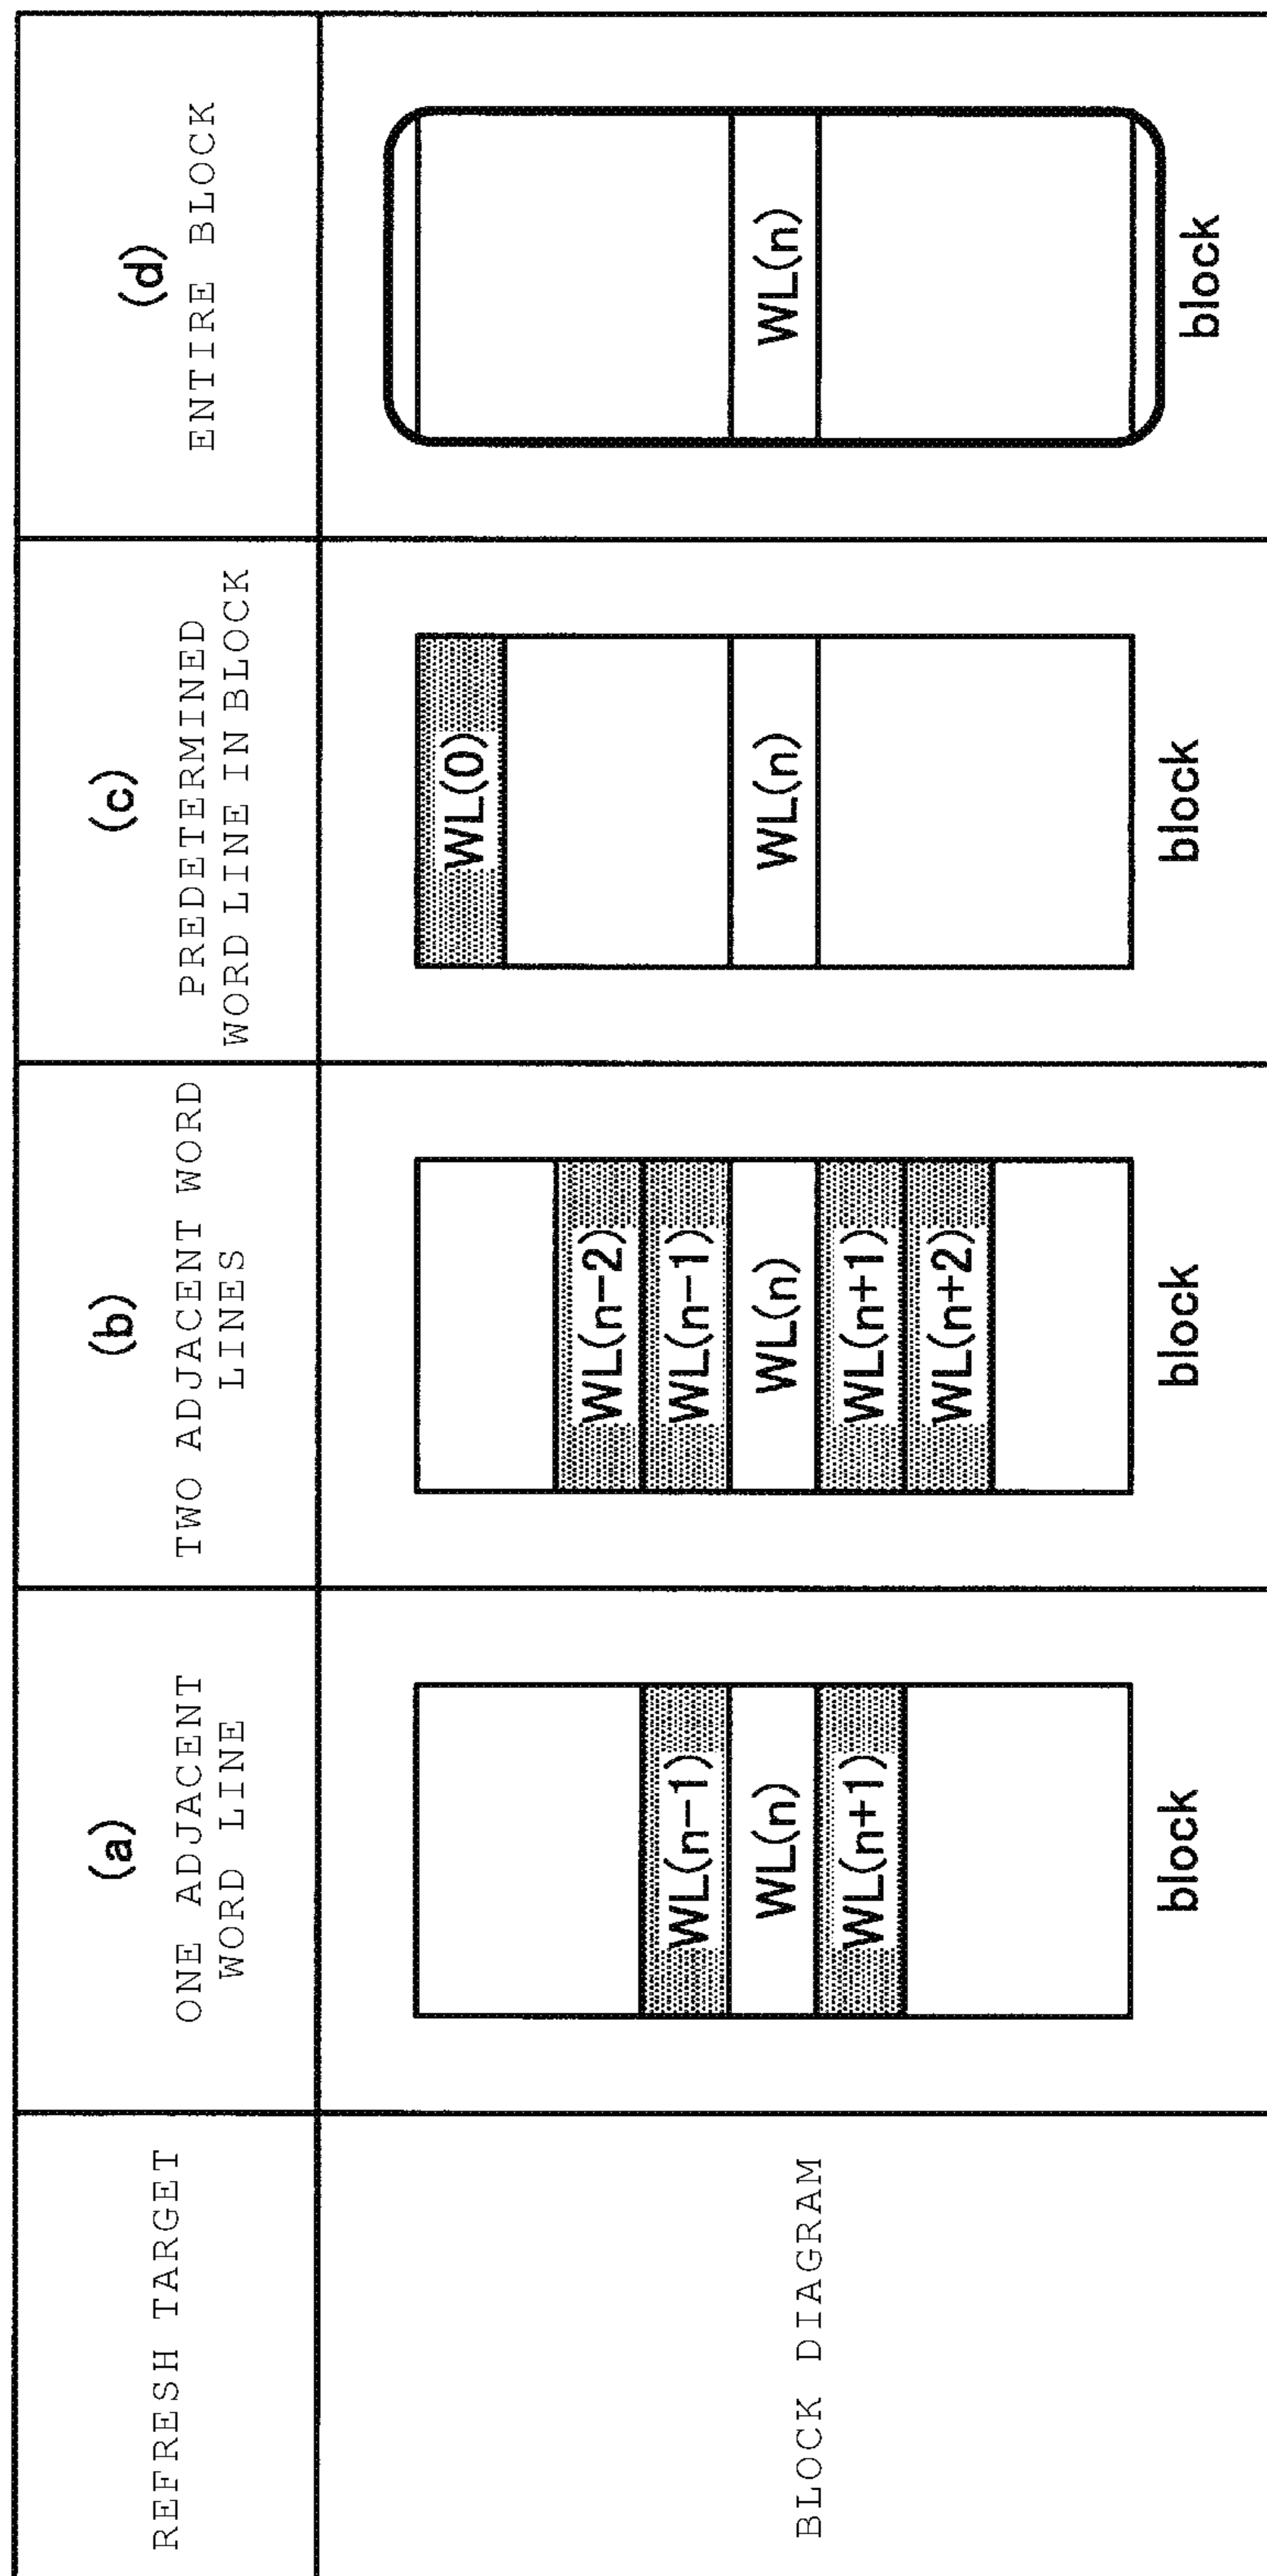 REFRESH TARGET
(a)
ONE ADJACENT
WORD LINE
(b)
TWO ADJACENT WORD
LINES
(c)
PREDETERMINED
WORD LINE IN BLOCK
(d)
ENTIRE BLOCK
BLOCK DIAGRAM
WL(n-1)
WL(n)
WL(n+1)
block
WL(n-2)
WL(n-1)
WL(n)
WL(n+1)
WL(n+2)
block
WL(0)
WL(n)
block
WL(n)
block